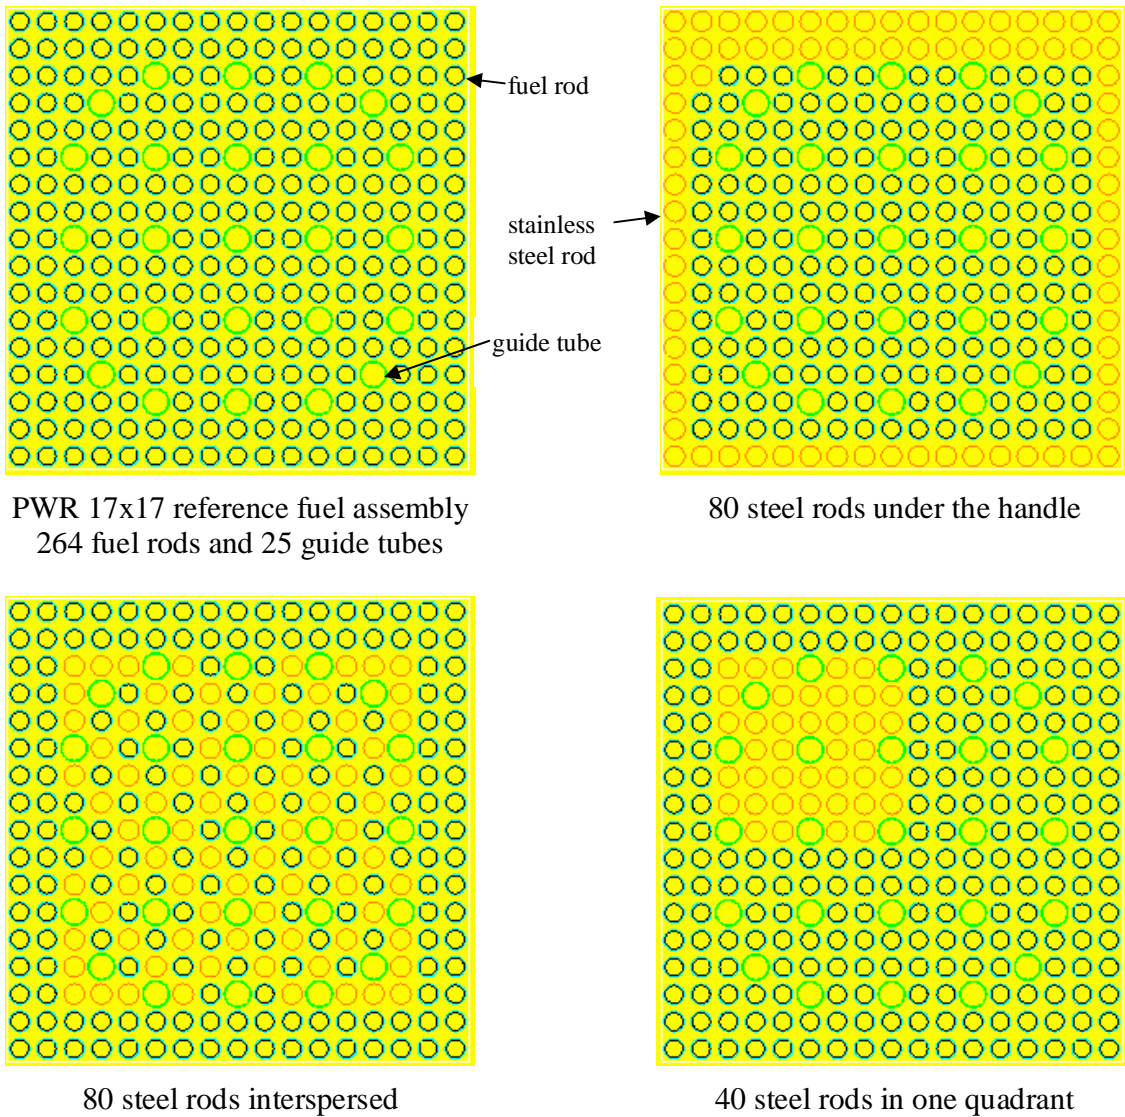 fuel rod
stainless
steel rod
guide tube
PWR 17x17 reference fuel assembly
264 fuel rods and 25 guide tubes
80 steel rods under the handle
80 steel rods interspersed
40 steel rods in one quadrant